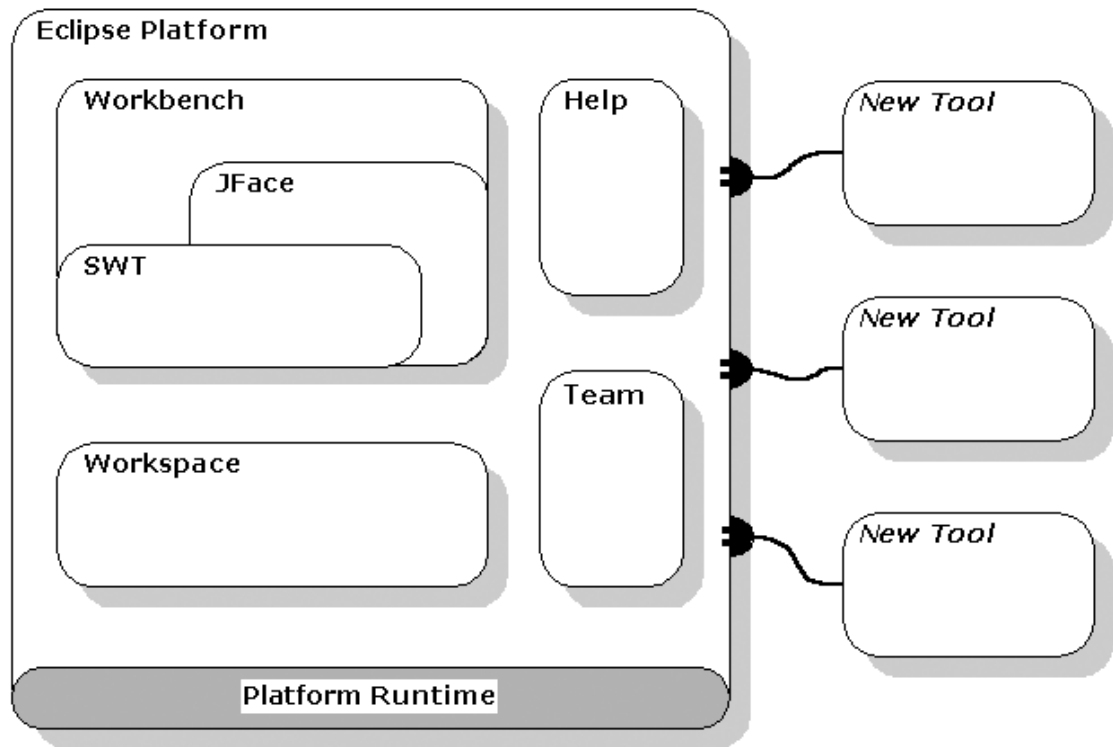 Eclipse Platform
Workbench
JFace
SWT
Workspace
Help
Team
Platform Runtime
New Tool
New Tool
New Tool